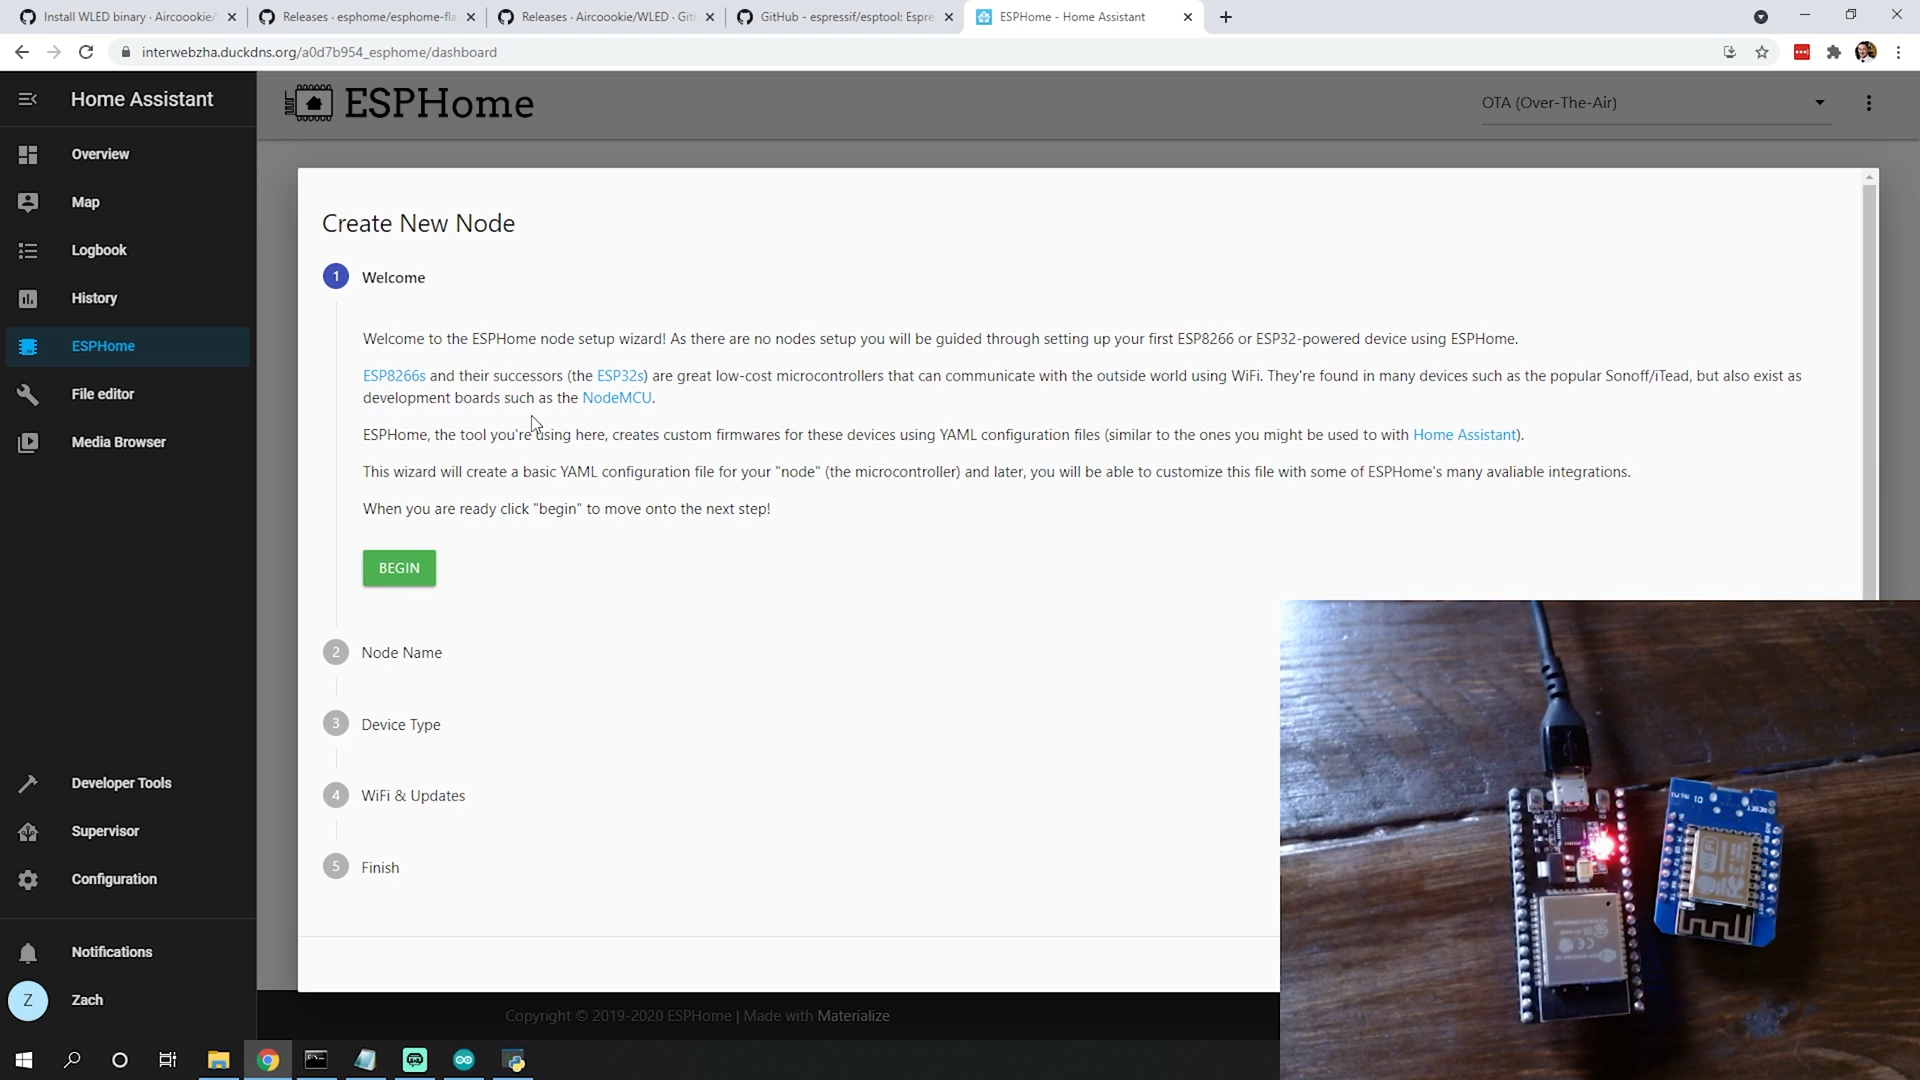 Install WLED binary · Aircoookie/
Releases · esphome/esphome-fla
Releases · Aircoookie/WLED · Git
GitHub - espressif/esptool: Espre
ESPHome - Home Assistant
interwebzha.duckdns.org/a0d7b954_esphome/dashboard
Home Assistant
ESPHome
OTA (Over-The-Air)
Overview
Map
Logbook
History
ESPHome
File editor
Media Browser
Developer Tools
Supervisor
Configuration
Notifications
Z
Zach
Create New Node
1 Welcome
Welcome to the ESPHome node setup wizard! As there are no nodes setup you will be guided through setting up your first ESP8266 or ESP32-powered device using ESPHome.
ESP8266s and their successors (the ESP32s) are great low-cost microcontrollers that can communicate with the outside world using WiFi. They're found in many devices such as the popular Sonoff/iTead, but also exist as
development boards such as the NodeMCU.
ESPHome, the tool you're using here, creates custom firmwares for these devices using YAML configuration files (similar to the ones you might be used to with Home Assistant).
This wizard will create a basic YAML configuration file for your "node" (the microcontroller) and later, you will be able to customize this file with some of ESPHome's many avaliable integrations.
When you are ready click "begin" to move onto the next step!
BEGIN
2 Node Name
3 Device Type
4 WiFi & Updates
5 Finish
Copyright © 2019-2020 ESPHome | Made with Materialize